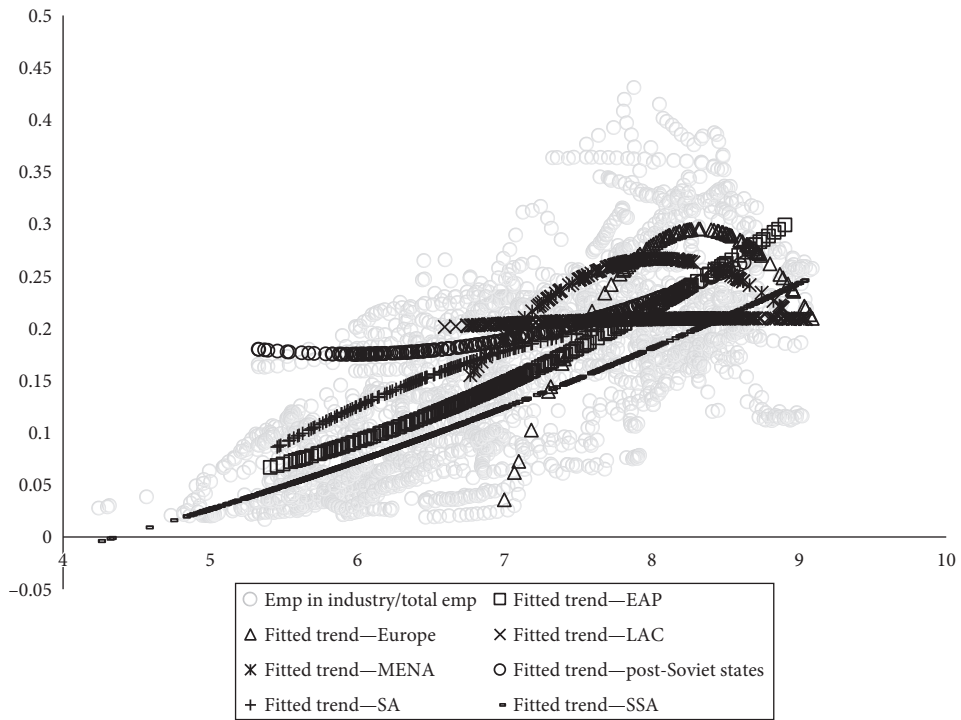 0.5
0.45
0.4
0.35
0.3
0.25
0.2
0.15
0.1
0.05
0
4 5 6 7 8 9 10
–0.05
Emp in industry/total emp Fitted trend—EAP
Fitted trend—Europe Fitted trend—LAC
Fitted trend—MENA Fitted trend—post-Soviet states
Fitted trend—SA Fitted trend—SSA